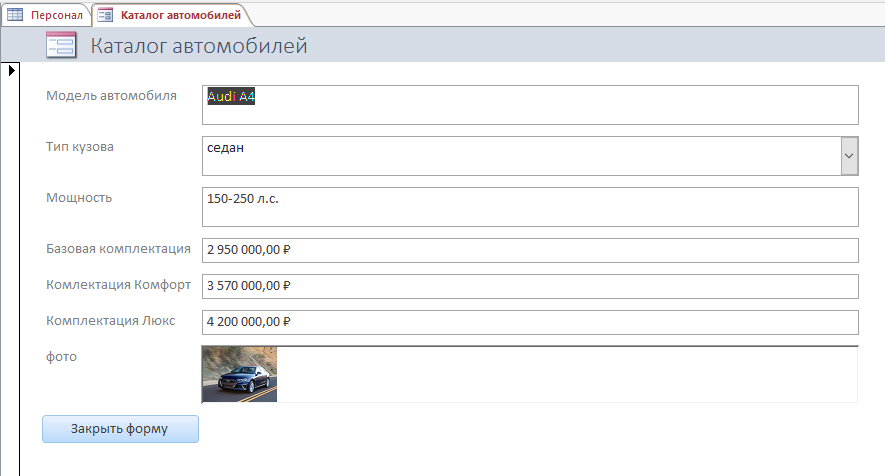 Персонал
Каталог автомобилей
Каталог автомобилей
Модель автомобиля
Audi A4
Тип кузова
седан
Мощность
150-250 л.с.
Базовая комплектация
2 950 000,00 ₽
Комлектация Комфорт
3 570 000,00 ₽
Комплектация Люкс
4 200 000,00 ₽
фото
Закрыть форму